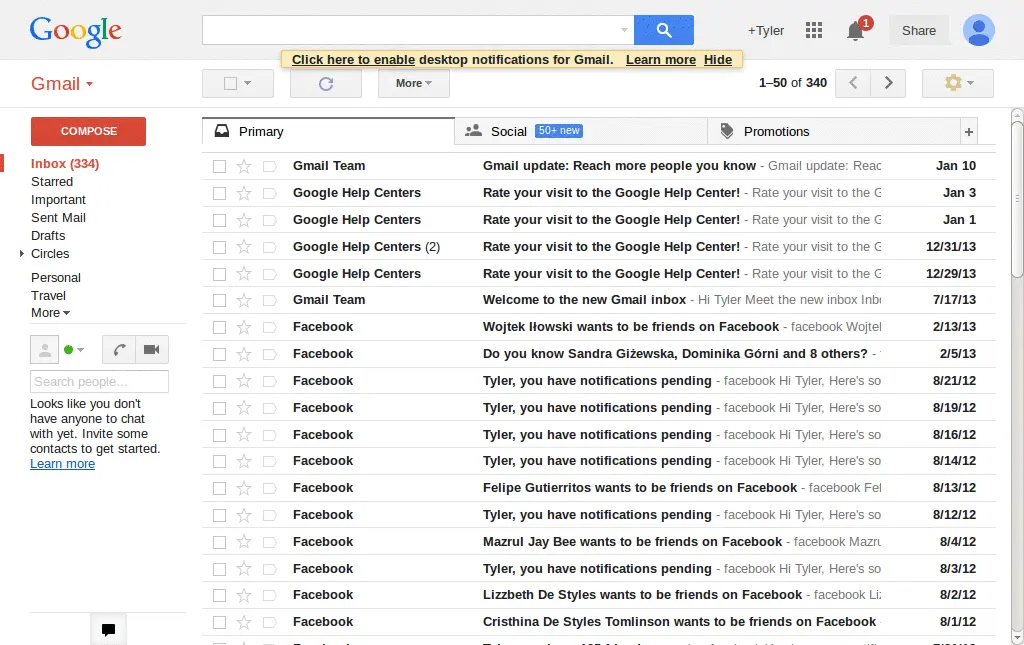 Google
+Tyler
1
Share
Click here to enable desktop notifications for Gmail. Learn more Hide
Gmail
More
1–50 of 340
COMPOSE
Inbox (334)
Starred
Important
Sent Mail
Drafts
Circles
Personal
Travel
More
Search people...
Looks like you don't
have anyone to chat
with yet. Invite some
contacts to get started.
Learn more
Primary
Social 50+ new
Promotions
+
Gmail Team Gmail update: Reach more people you know - Gmail update: Reac Jan 10
Google Help Centers Rate your visit to the Google Help Center! - Rate your visit to the G Jan 3
Google Help Centers Rate your visit to the Google Help Center! - Rate your visit to the G Jan 1
Google Help Centers (2) Rate your visit to the Google Help Center! - Rate your visit to the G 12/31/13
Google Help Centers Rate your visit to the Google Help Center! - Rate your visit to the G 12/29/13
Gmail Team Welcome to the new Gmail inbox - Hi Tyler Meet the new inbox Inbo 7/17/13
Facebook Wojtek Iłowski wants to be friends on Facebook - facebook Wojtek 2/13/13
Facebook Do you know Sandra Giżewska, Dominika Górni and 8 others? - 2/5/13
Facebook Tyler, you have notifications pending - facebook Hi Tyler, Here's so 8/21/12
Facebook Tyler, you have notifications pending - facebook Hi Tyler, Here's so 8/19/12
Facebook Tyler, you have notifications pending - facebook Hi Tyler, Here's so 8/16/12
Facebook Tyler, you have notifications pending - facebook Hi Tyler, Here's so 8/14/12
Facebook Felipe Gutierritos wants to be friends on Facebook - facebook Fel 8/13/12
Facebook Tyler, you have notifications pending - facebook Hi Tyler, Here's so 8/12/12
Facebook Mazrul Jay Bee wants to be friends on Facebook - facebook Mazru 8/4/12
Facebook Tyler, you have notifications pending - facebook Hi Tyler, Here's so 8/3/12
Facebook Lizzbeth De Styles wants to be friends on Facebook - facebook Liz 8/2/12
Facebook Cristhina De Styles Tomlinson wants to be friends on Facebook 8/1/12